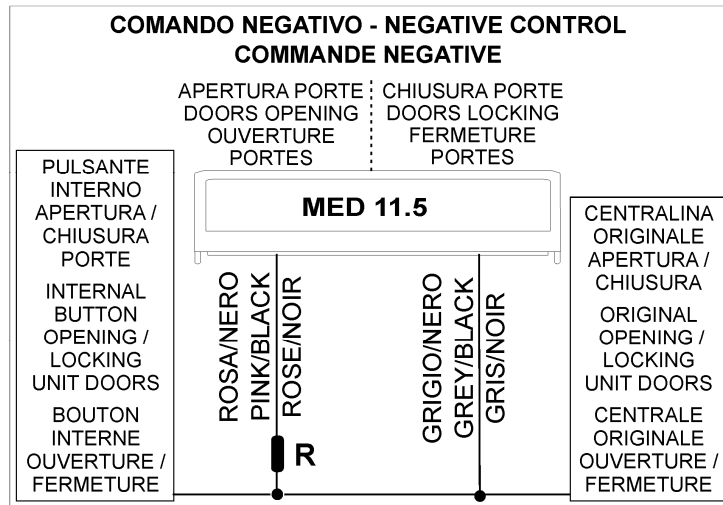 COMANDO NEGATIVO - NEGATIVE CONTROL
COMMANDE NEGATIVE
APERTURA PORTE
DOORS OPENING
OUVERTURE
PORTES
CHIUSURA PORTE
DOORS LOCKING
FERMETURE
PORTES
PULSANTE
INTERNO
APERTURA /
CHIUSURA
PORTE
INTERNAL
BUTTON
OPENING /
LOCKING
UNIT DOORS
BOUTON
INTERNE
OUVERTURE /
FERMETURE
MED 11.5
ROSA/NERO
PINK/BLACK
ROSE/NOIR
R
GRIGIO/NERO
GREY/BLACK
GRIS/NOIR
CENTRALINA
ORIGINALE
APERTURA /
CHIUSURA
ORIGINAL
OPENING /
LOCKING
UNIT DOORS
CENTRALE
ORIGINALE
OUVERTURE /
FERMETURE